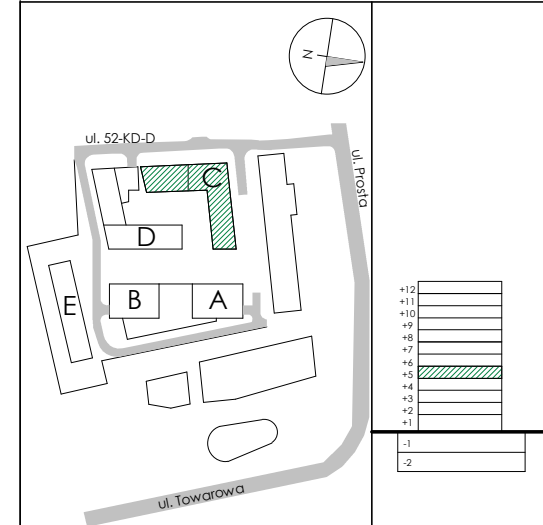 N
ul. 52-KD-D
ul. Prosta
C
D
E
B
A
ul. Towarowa
+12
+11
+10
+9
+8
+7
+6
+5
+4
+3
+2
+1
-1
-2